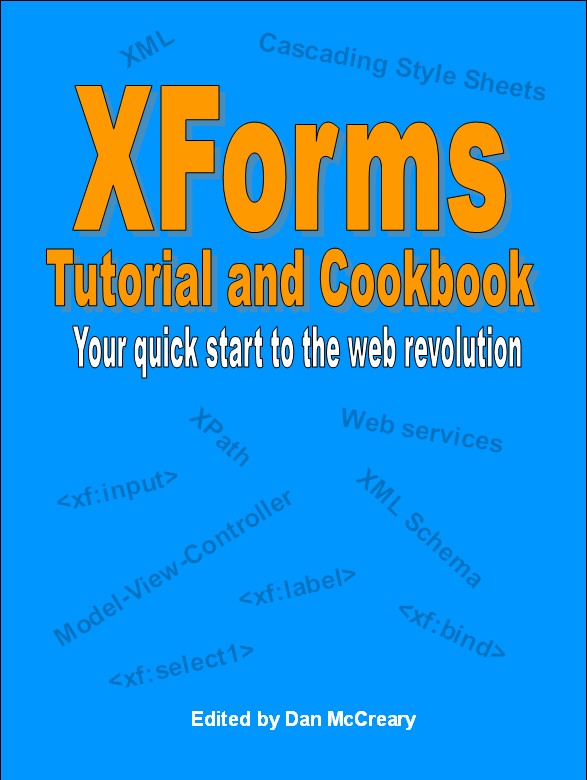 XML
Cascading Style Sheets
XForms
Tutorial and Cookbook
Your quick start to the web revolution
XPath
Web services
<xf:input>
XML Schema
Model-View-Controller
<xf:label>
<xf:bind>
<xf:select1>
Edited by Dan McCreary